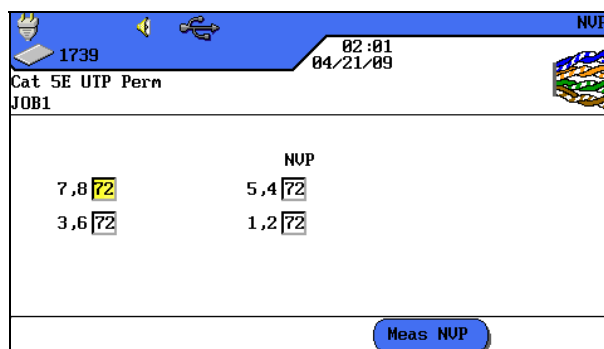 NVP
1739
02:01
04/21/09
Cat 5E UTP Perm
JOB1
NVP
7,8 72
5,4 72
3,6 72
1,2 72
Meas NVP